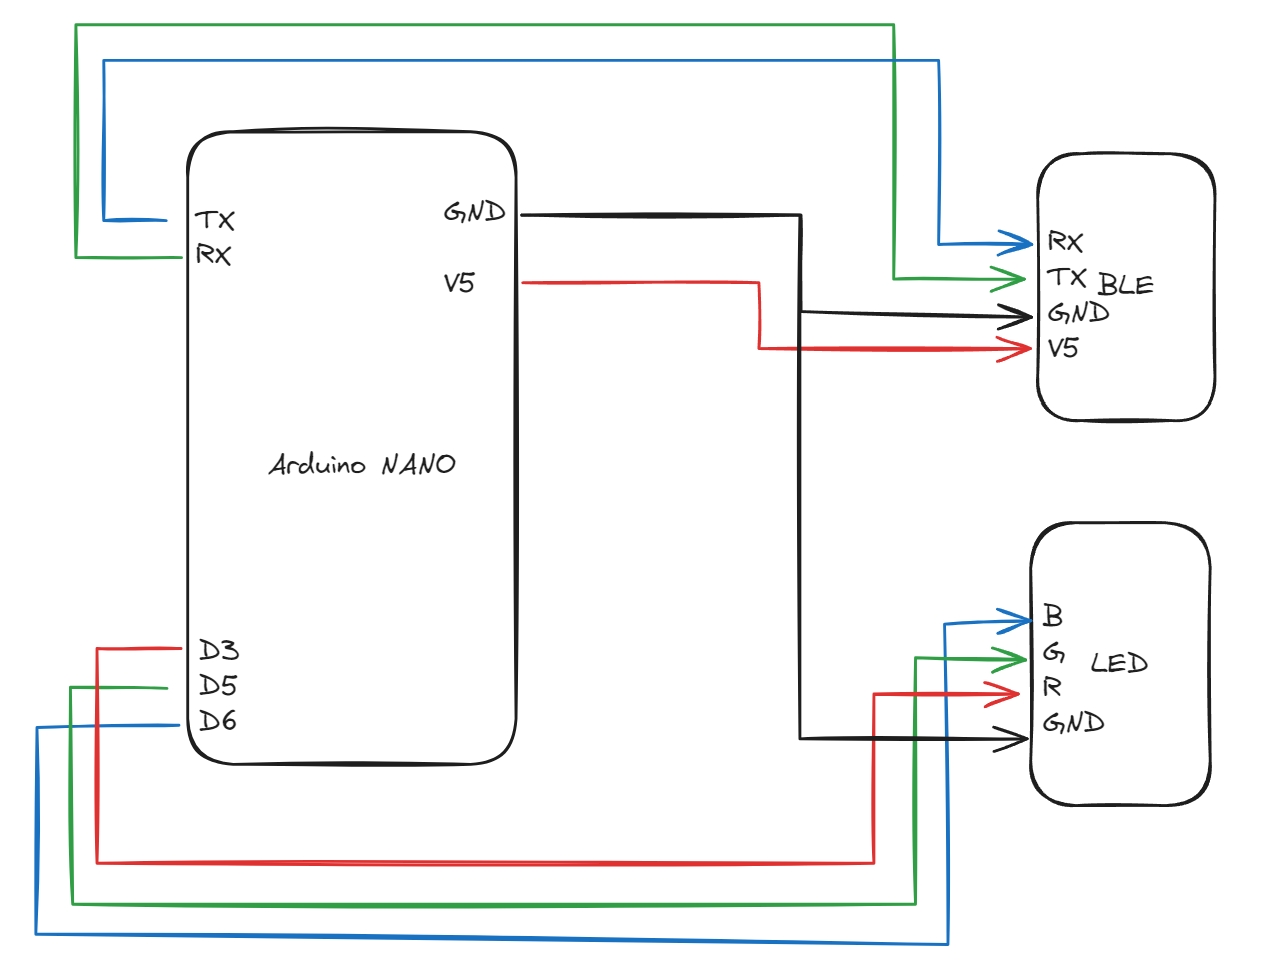 TX
RX
GND
V5
Arduino NANO
D3
D5
D6
RX
TX
BLE
GND
V5
B
G
LED
R
GND